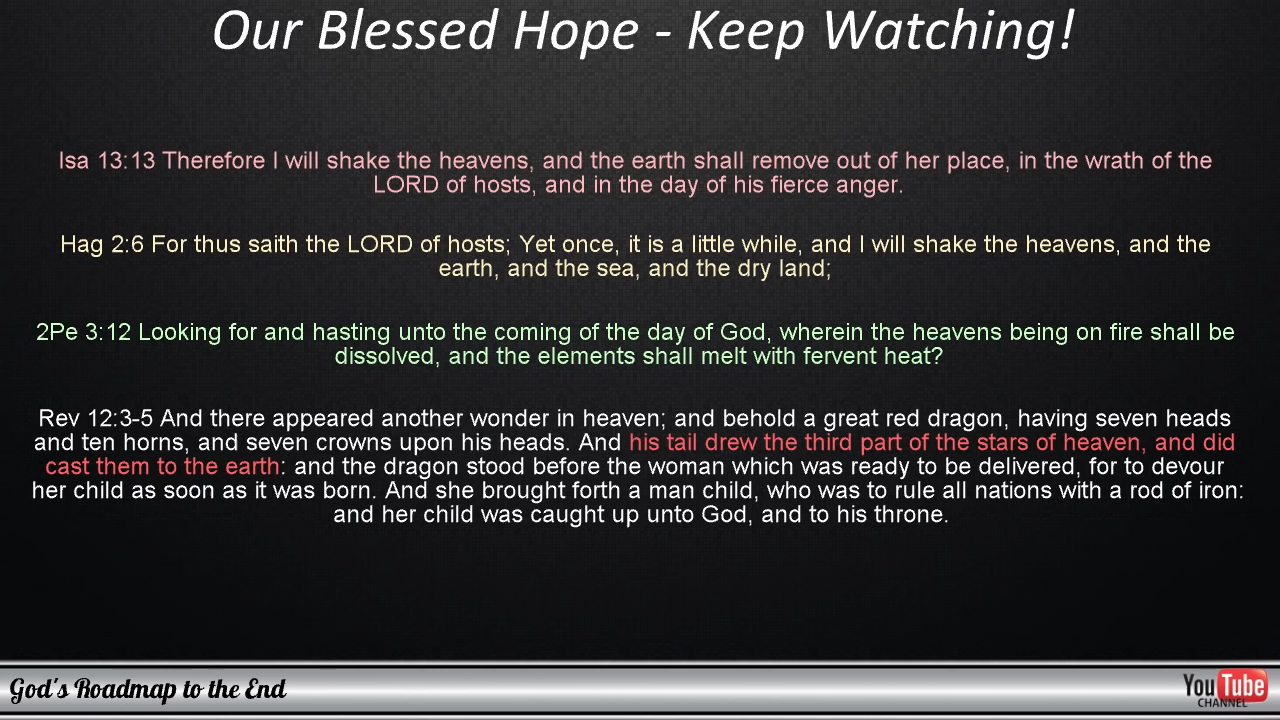 Our Blessed Hope - Keep Watching!
Isa 13:13 Therefore I will shake the heavens, and the earth shall remove out of her place, in the wrath of the
LORD of hosts, and in the day of his fierce anger.
Hag 2:6 For thus saith the LORD of hosts; Yet once, it is a little while, and I will shake the heavens, and the
earth, and the sea, and the dry land;
2Pe 3:12 Looking for and hasting unto the coming of the day of God, wherein the heavens being on fire shall be
dissolved, and the elements shall melt with fervent heat?
Rev 12:3-5 And there appeared another wonder in heaven; and behold a great red dragon, having seven heads
and ten horns, and seven crowns upon his heads. And his tail drew the third part of the stars of heaven, and did
cast them to the earth: and the dragon stood before the woman which was ready to be delivered, for to devour
her child as soon as it was born. And she brought forth a man child, who was to rule all nations with a rod of iron:
and her child was caught up unto God, and to his throne.
God's Roadmap to the End
YouTube
CHANNEL